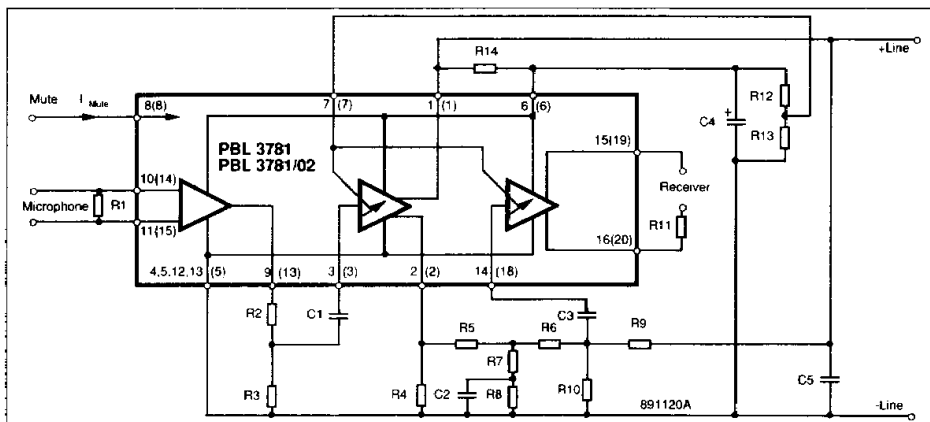 +Line
R14
Mute
I Mute
8(8)
7 (7)
1 (1)
6 (6)
R12
C4
+
R13
PBL 3781
PBL 3781/02
15(19)
10(14)
Receiver
Microphone
R1
R11
11(15)
16(20)
4,5,12,13 (5)
9 (13)
3 (3)
2 (2)
14 (18)
R2
C1
C3
R5
R6
R9
R7
R3
R4
C2
R8
R10
C5
891120A
-Line